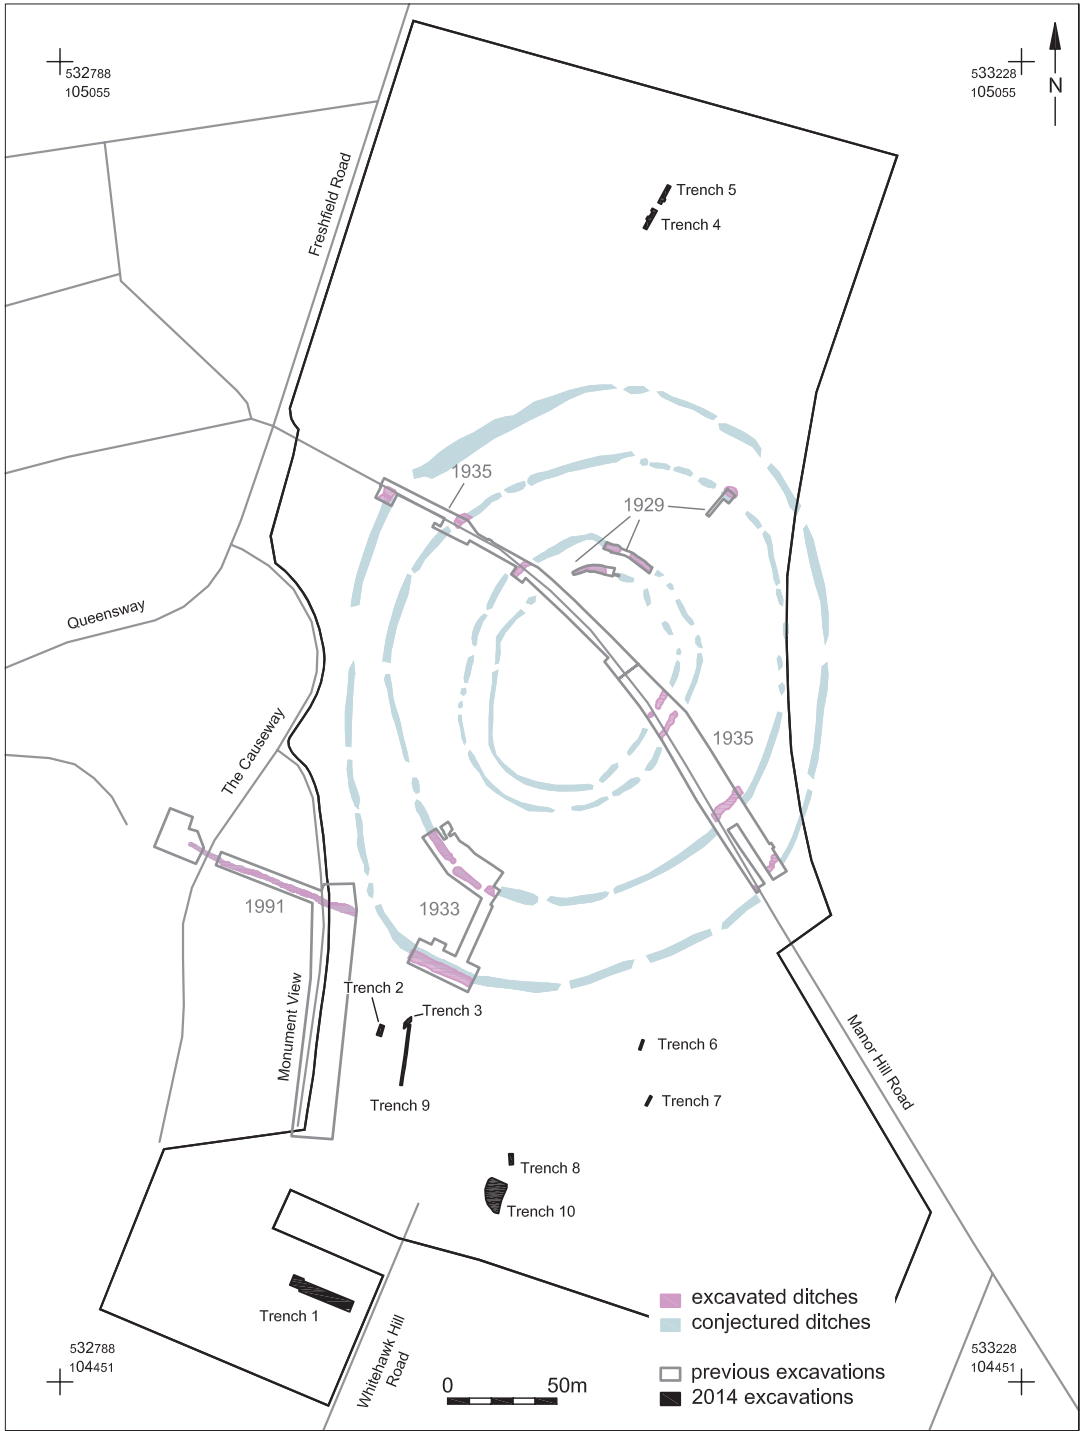 532788
105055
533228
105055
N
Freshfield Road
Trench 5
Trench 4
1935
1929
Queensway
The Causeway
1935
1991
1933
Monument View
Trench 2
Trench 3
Trench 9
Trench 6
Trench 7
Manor Hill Road
Trench 8
Trench 10
Trench 1
Whitehawk Hill
Road
excavated ditches
conjectured ditches
previous excavations
2014 excavations
532788
104451
0 50m
533228
104451